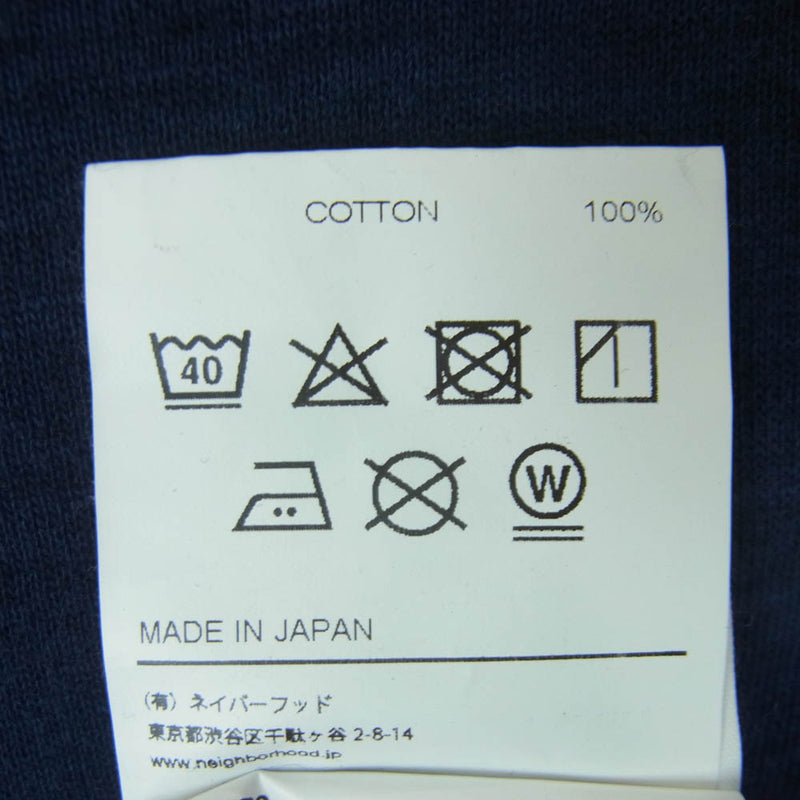 COTTON 100%
40
W
MADE IN JAPAN
(有) ネイバーフッド
東京都渋谷区千駄ヶ谷 2-8-14
www.neighborhood.jp